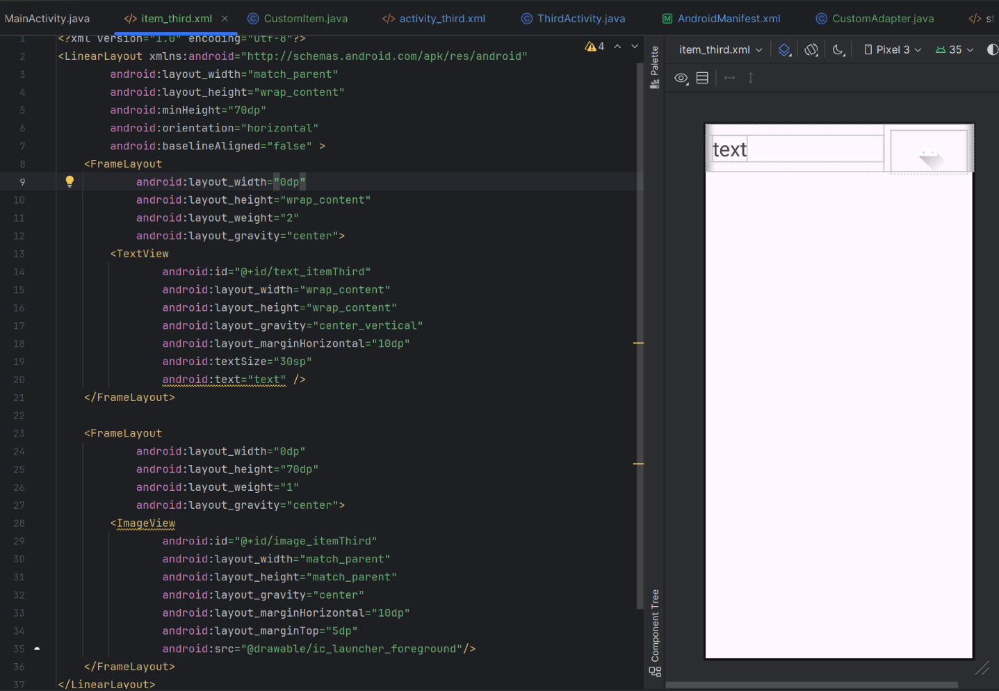 MainActivity.java
item_third.xml
CustomItem.java
activity_third.xml
ThirdActivity.java
AndroidManifest.xml
CustomAdapter.java
st
1 <?xml version="1.0" encoding="utf-8"?>
2 <LinearLayout xmlns:android="http://schemas.android.com/apk/res/android"
3 android:layout_width="match_parent"
4 android:layout_height="wrap_content"
5 android:minHeight="70dp"
6 android:orientation="horizontal"
7 android:baselineAligned="false" >
8 <FrameLayout
9 android:layout_width="0dp"
10 android:layout_height="wrap_content"
11 android:layout_weight="2"
12 android:layout_gravity="center">
13 <TextView
14 android:id="@+id/text_itemThird"
15 android:layout_width="wrap_content"
16 android:layout_height="wrap_content"
17 android:layout_gravity="center_vertical"
18 android:layout_marginHorizontal="10dp"
19 android:textSize="30sp"
20 android:text="text" />
21 </FrameLayout>
22
23 <FrameLayout
24 android:layout_width="0dp"
25 android:layout_height="70dp"
26 android:layout_weight="1"
27 android:layout_gravity="center">
28 <ImageView
29 android:id="@+id/image_itemThird"
30 android:layout_width="match_parent"
31 android:layout_height="match_parent"
32 android:layout_gravity="center"
33 android:layout_marginHorizontal="10dp"
34 android:layout_marginTop="5dp"
35 android:src="@drawable/ic_launcher_foreground"/>
36 </FrameLayout>
37 </LinearLayout>
4
Palette
Component Tree
item_third.xml
Pixel 3
35
text